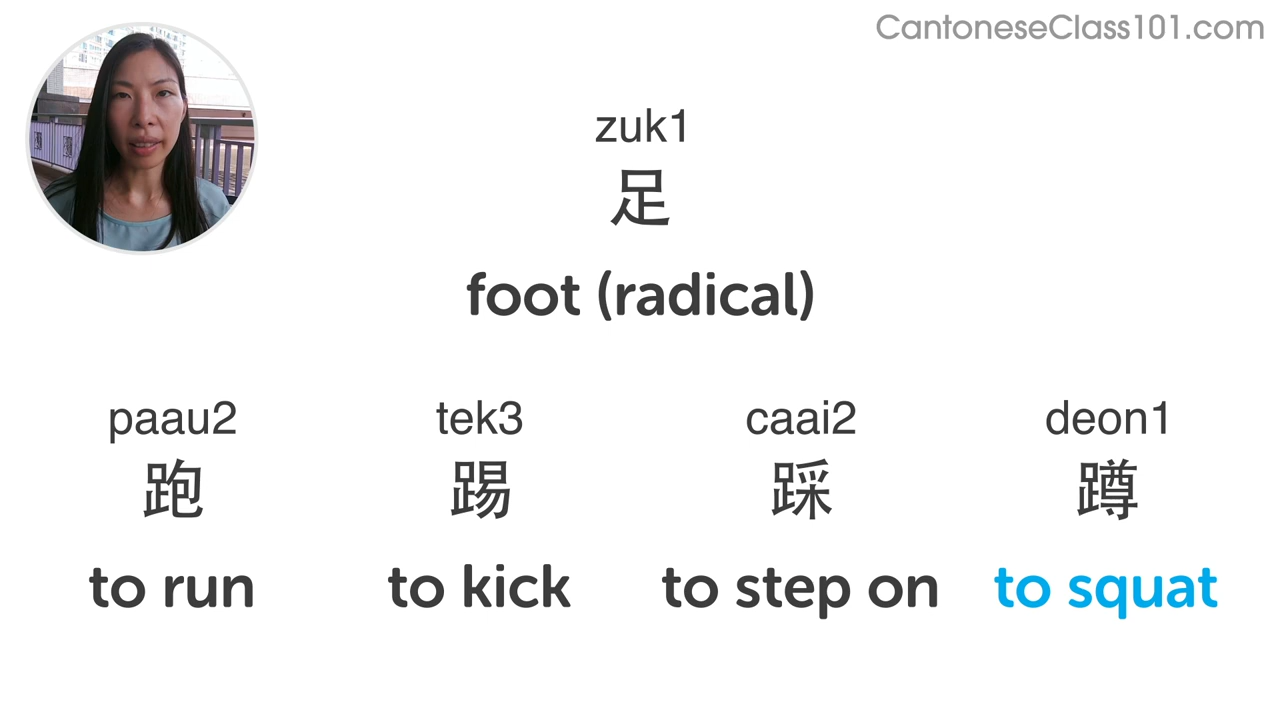 CantoneseClass101.com
zuk1
足
foot (radical)
paau2 tek3 caai2 deon1
跑 踢 踩 蹲
to run to kick to step on to squat